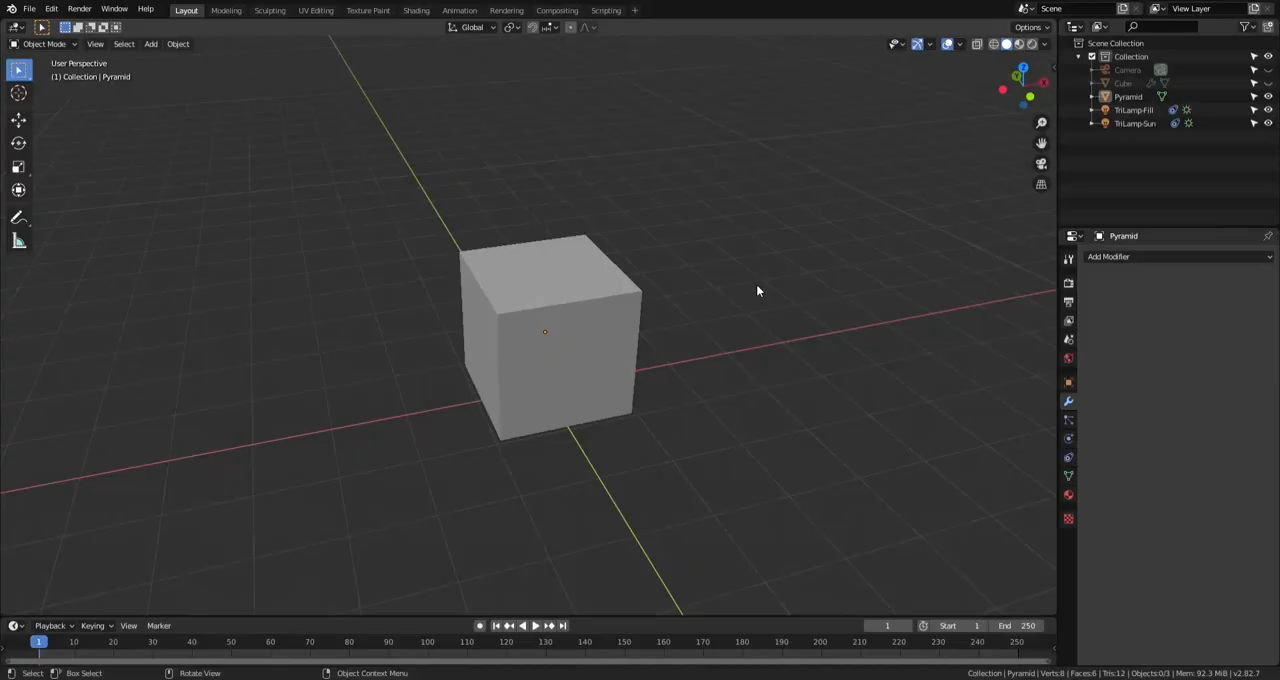 File Edit Render Window Help Layout Modeling Sculpting UV Editing Texture Paint Shading Animation Rendering Compositing Scripting + Scene View Layer
Global Options
Object Mode View Select Add Object
User Perspective
(1) Collection | Pyramid
Z
X
Y
Scene Collection
Collection
Camera
Cube
Pyramid
TriLamp-Fill
TriLamp-Sun
Pyramid
Add Modifier
Playback Keying View Marker 1 Start 1 End 250
1 10 20 30 40 50 60 70 80 90 100 110 120 130 140 150 160 170 180 190 200 210 220 230 240 250
Select Box Select Rotate View Object Context Menu Collection | Pyramid | Verts:8 | Faces:6 | Tris:12 | Objects:0/3 | Mem: 92.3 MiB | v2.82.7